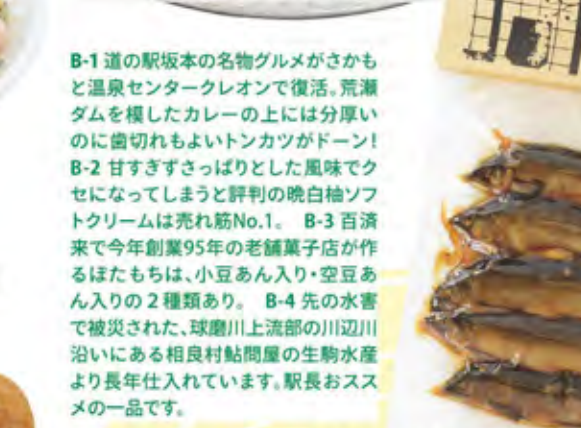 B-1 道の駅坂本の名物グルメがさかも
と温泉センタークレオンで復活。荒瀬
ダムを模したカレーの上には分厚い
のに歯切れもよいトンカツがドーン！
B-2 甘すぎずさっぱりとした風味でク
セになってしまうと評判の晩白柚ソフ
トクリームは売れ筋No.1。 B-3 百済
来で今年創業95年の老舗菓子店が作
るぼたもちは、小豆あん入り・空豆あ
ん入りの2種類あり。 B-4 先の水害
で被災された、球磨川上流部の川辺川
沿いにある相良村鮎問屋の生駒水産
より長年仕入れています。駅長おスス
メの一品です。